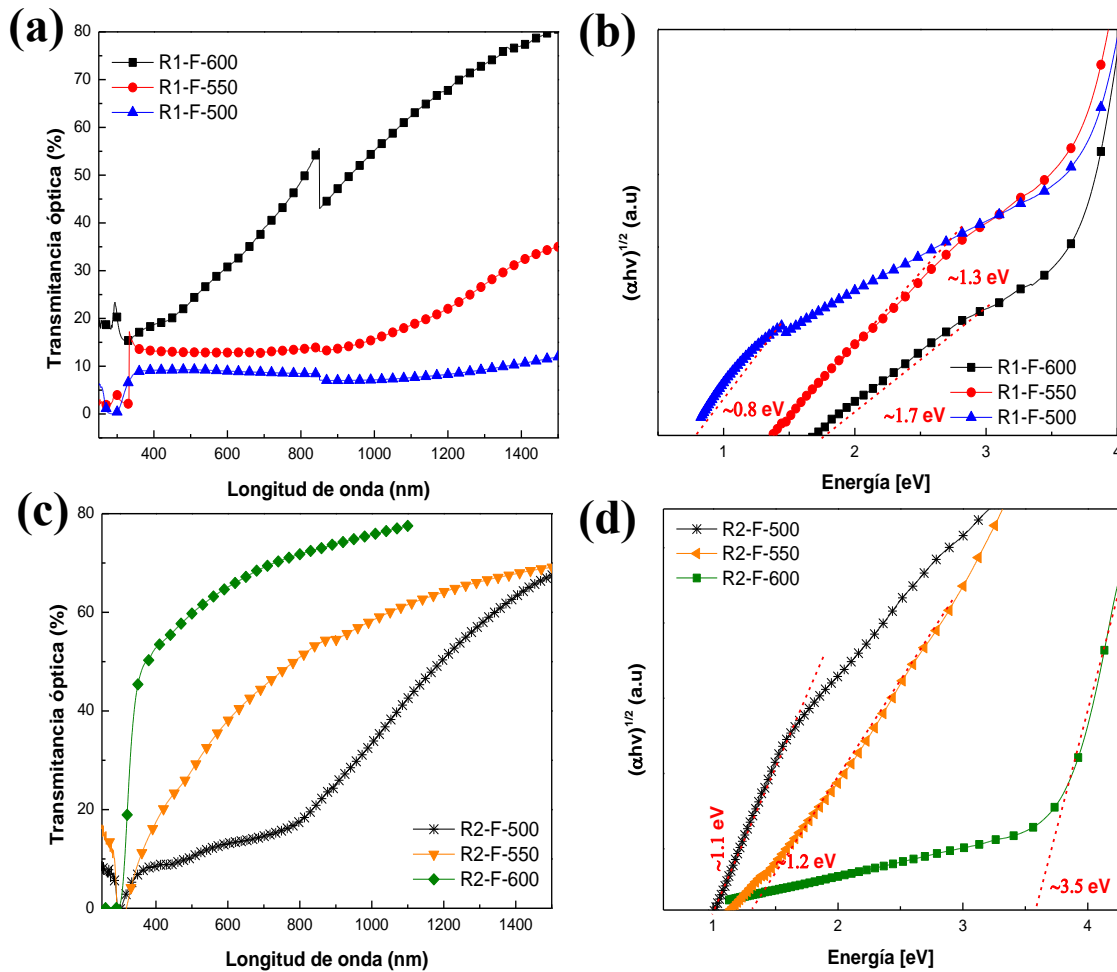 (a)
R1-F-600
R1-F-550
R1-F-500
Transmitancia óptica (%)
80
70
60
50
40
30
20
10
0
400 600 800 1000 1200 1400
Longitud de onda (nm)
(b)
(αhν)1/2 (a.u)
~1.3 eV
~0.8 eV
~1.7 eV
R1-F-600
R1-F-550
R1-F-500
1 2 3 4
Energía [eV]
(c)
Transmitancia óptica (%)
80
60
40
20
0
R2-F-500
R2-F-550
R2-F-600
400 600 800 1000 1200 1400
Longitud de onda (nm)
(d)
R2-F-500
R2-F-550
R2-F-600
(αhν)1/2 (a.u)
~1.1 eV
~1.2 eV
~3.5 eV
1 2 3 4
Energía [eV]